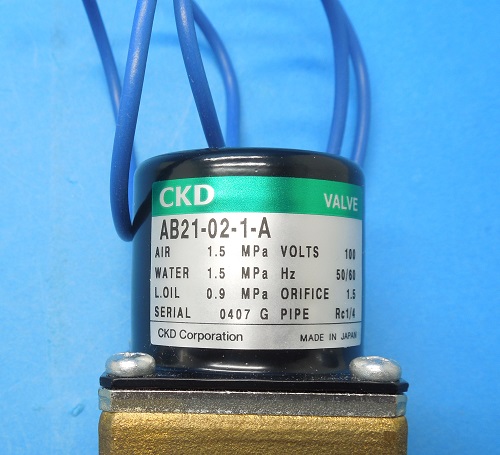 CKD VALVE
AB21-02-1-A
AIR 1.5 MPa VOLTS 100
WATER 1.5 MPa Hz 50/60
L.OIL 0.9 MPa ORIFICE 1.5
SERIAL 0407 G PIPE Rc1/4
CKD Corporation MADE IN JAPAN